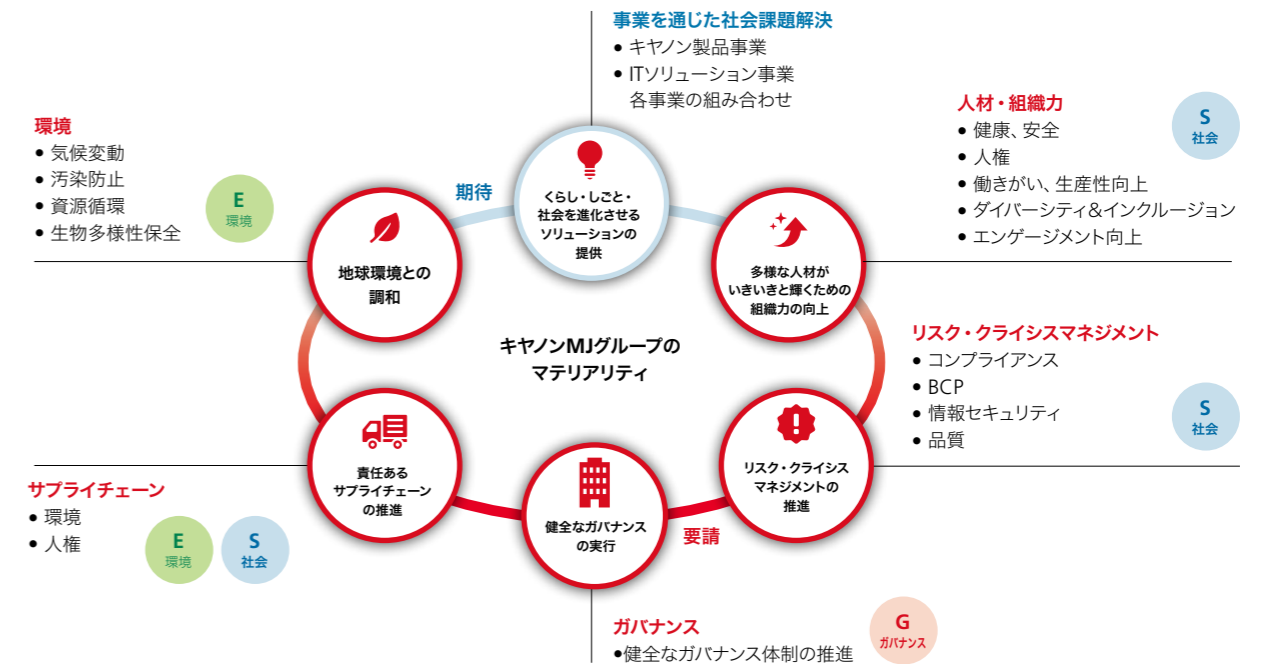 事業を通じた社会課題解決
● キヤノン製品事業
● ITソリューション事業
各事業の組み合わせ
環境
● 気候変動
● 汚染防止
● 資源循環
● 生物多様性保全
E
環境
人材・組織力
● 健康、安全
● 人権
● 働きがい、生産性向上
● ダイバーシティ&インクルージョン
● エンゲージメント向上
S
社会
期待
くらし・しごと・
社会を進化させる
ソリューションの
提供
地球環境との
調和
多様な人材が
いきいきと輝くための
組織力の向上
キヤノンMJグループの
マテリアリティ
リスク・クライシスマネジメント
● コンプライアンス
● BCP
● 情報セキュリティ
● 品質
S
社会
責任ある
サプライチェーン
の推進
健全なガバナンス
の実行
リスク・クライシス
マネジメントの
推進
要請
サプライチェーン
● 環境
● 人権
E
環境
S
社会
ガバナンス
●健全なガバナンス体制の推進
G
ガバナンス